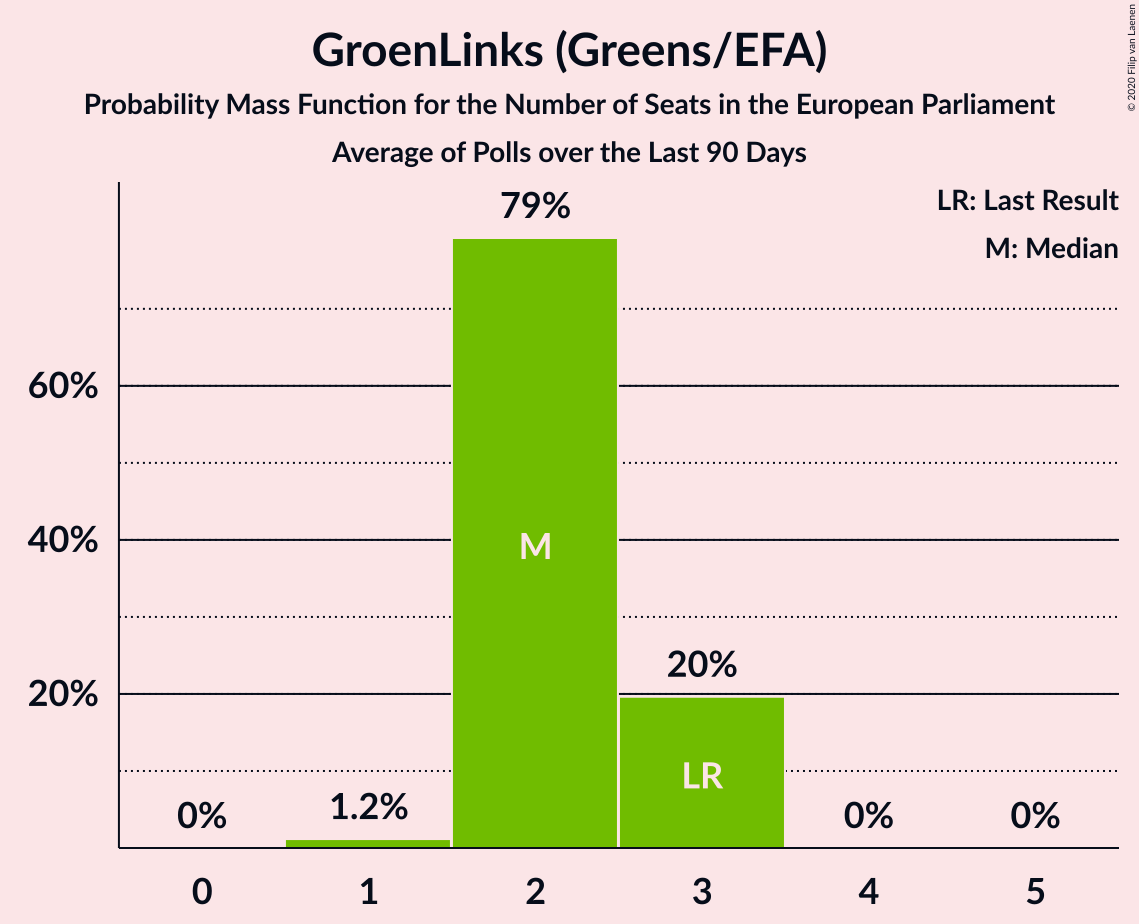 GroenLinks (Greens/EFA)
Probability Mass Function for the Number of Seats in the European Parliament
Average of Polls over the Last 90 Days
© 2020 Filip van Laenen
LR: Last Result
M: Median
79%
60%
40%
20%
M
20%
LR
0%
1.2%
0%
0%
0 1 2 3 4 5